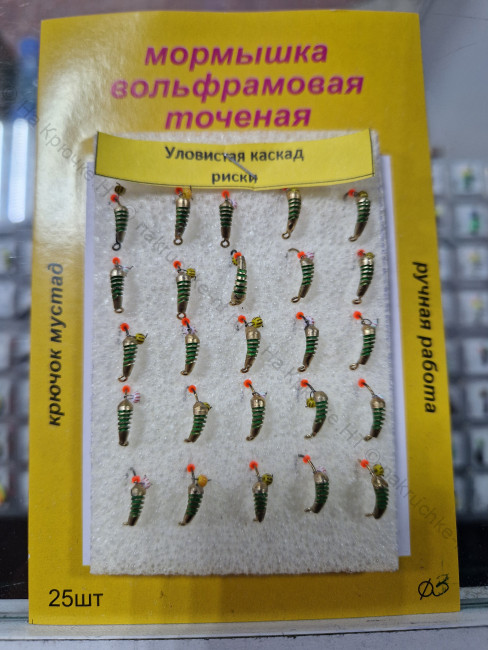 мормышка
вольфрамовая
точеная
Уловистая каскад
риски
крючок мустад
ручная работа
25шт
Ø3